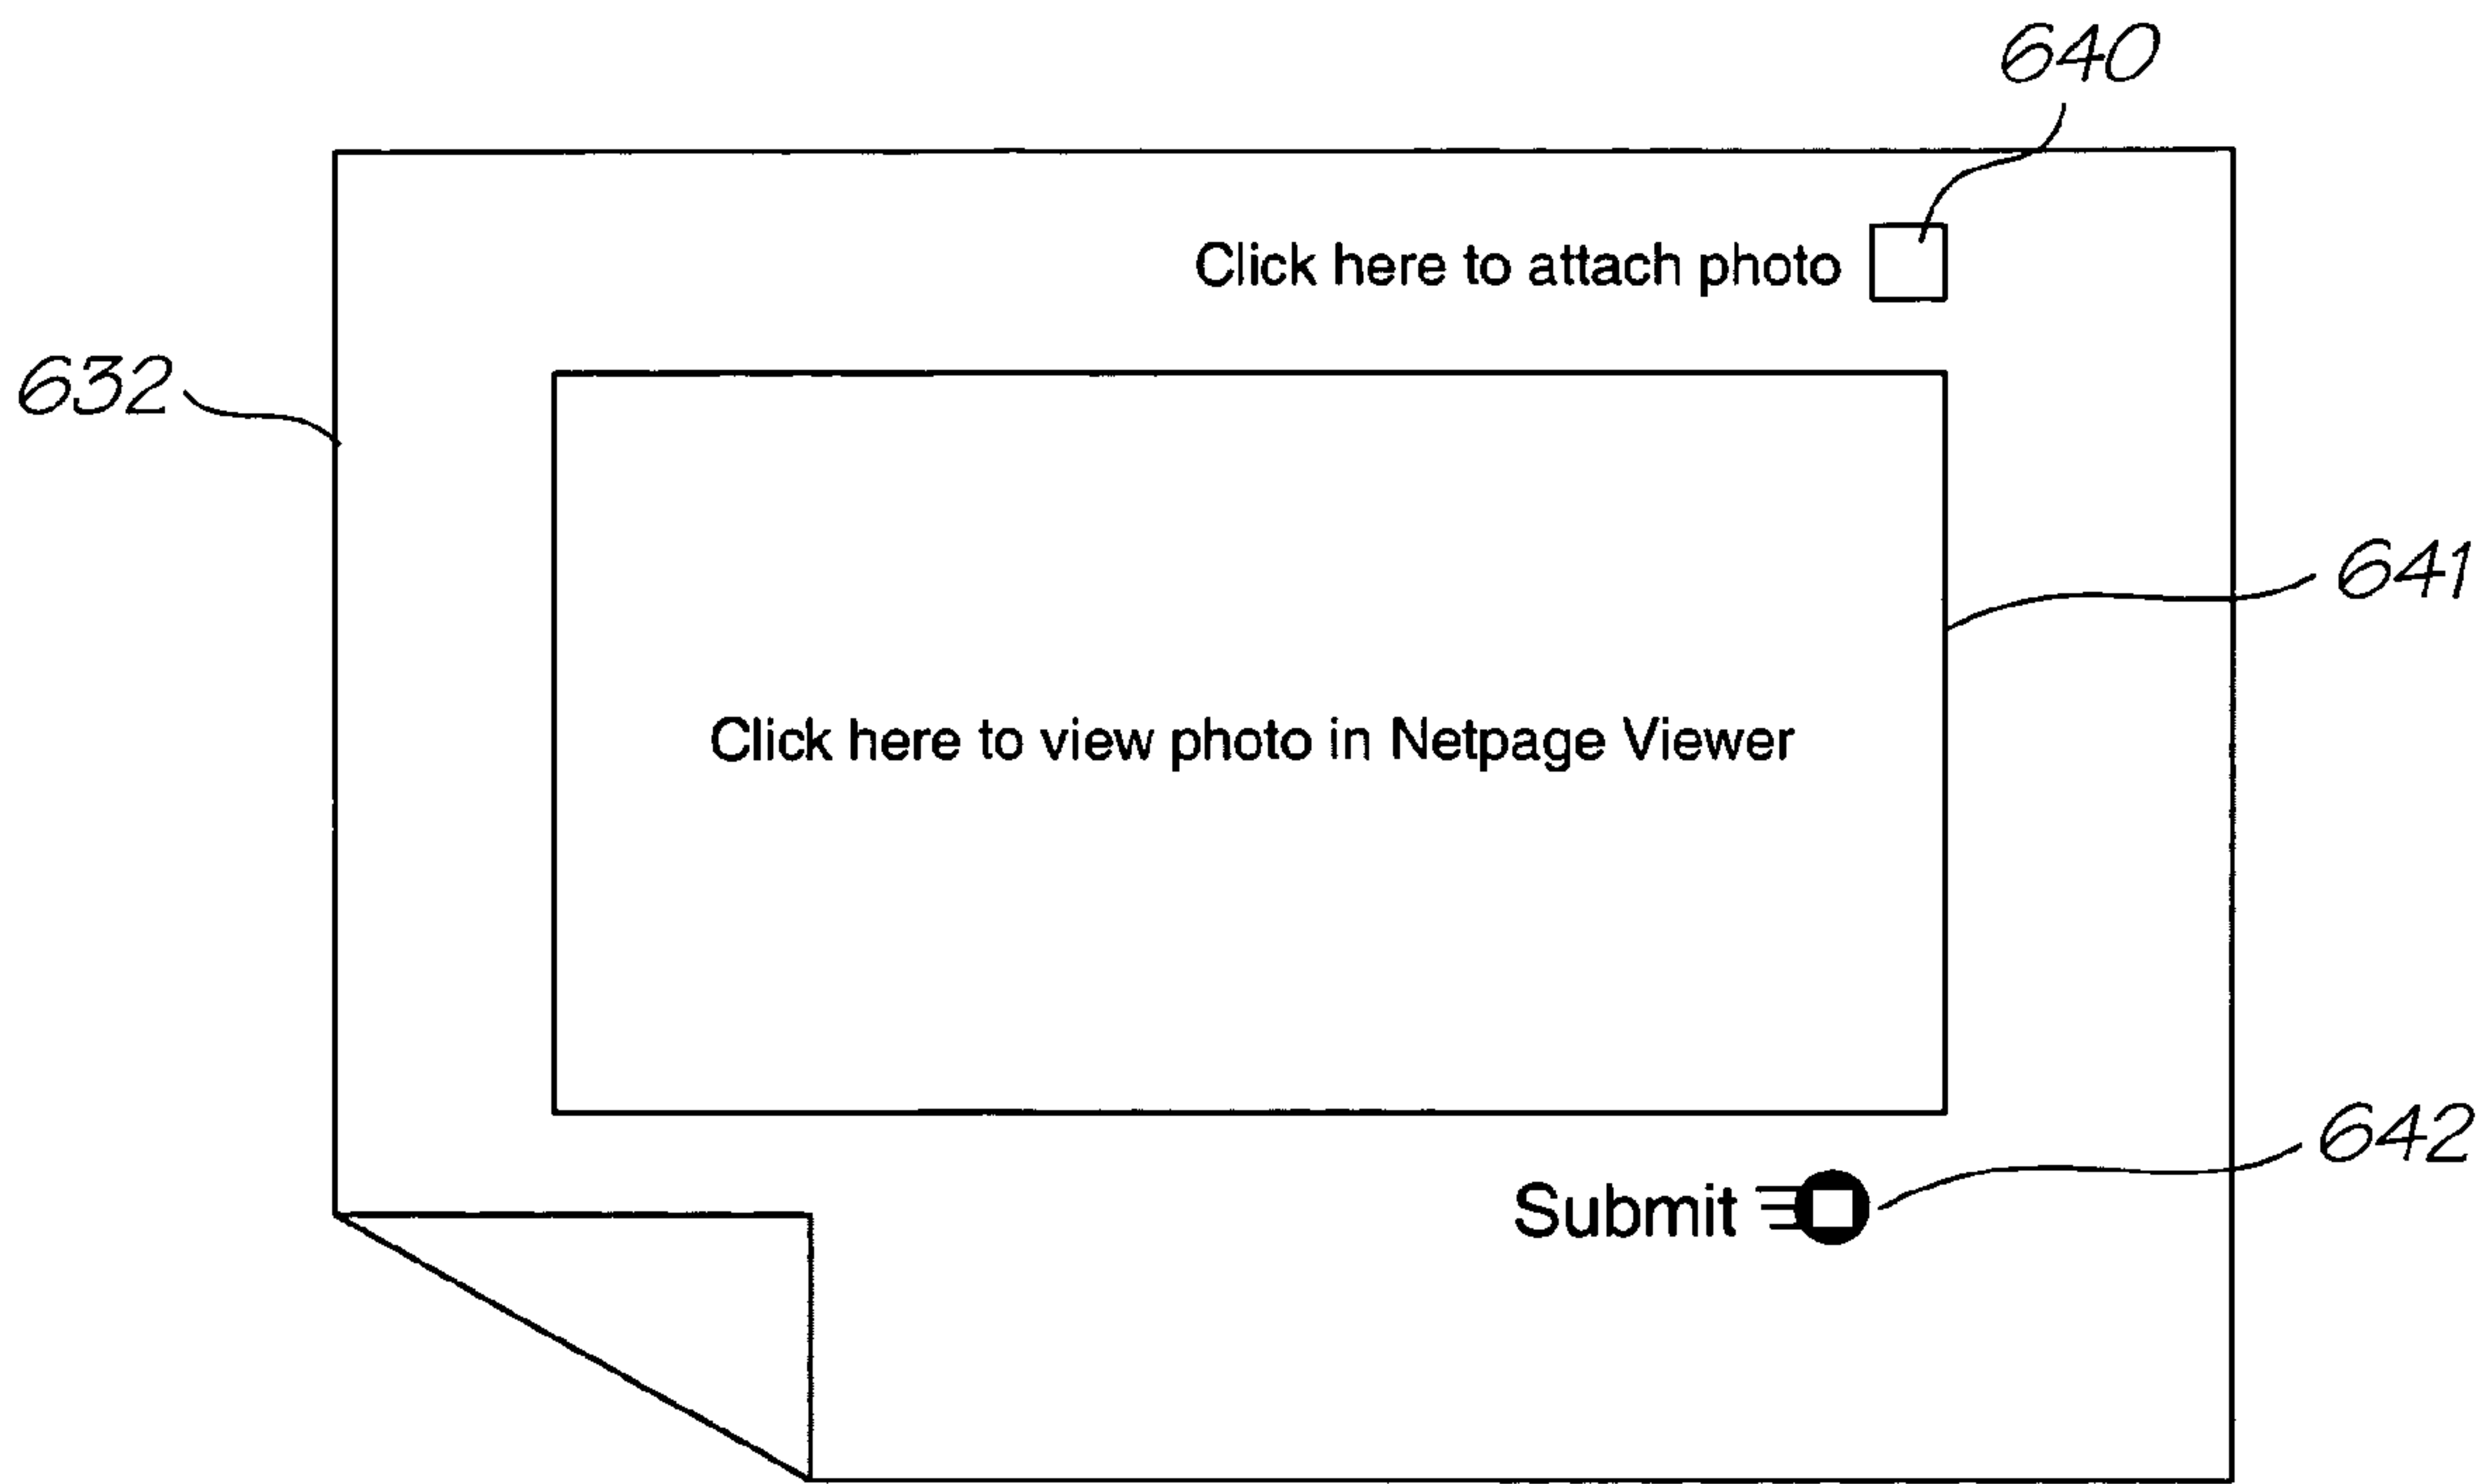 640
Click here to attach photo
632
641
Click here to view photo in Netpage Viewer
642
Submit